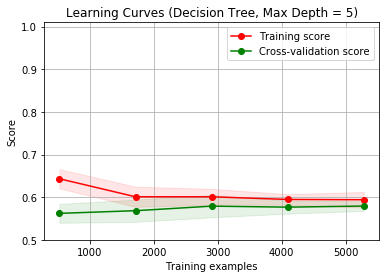 Learning Curves (Decision Tree, Max Depth = 5)
Training score
Cross-validation score
1.0
0.9
0.8
0.7
0.6
0.5
Score
1000 2000 3000 4000 5000
Training examples